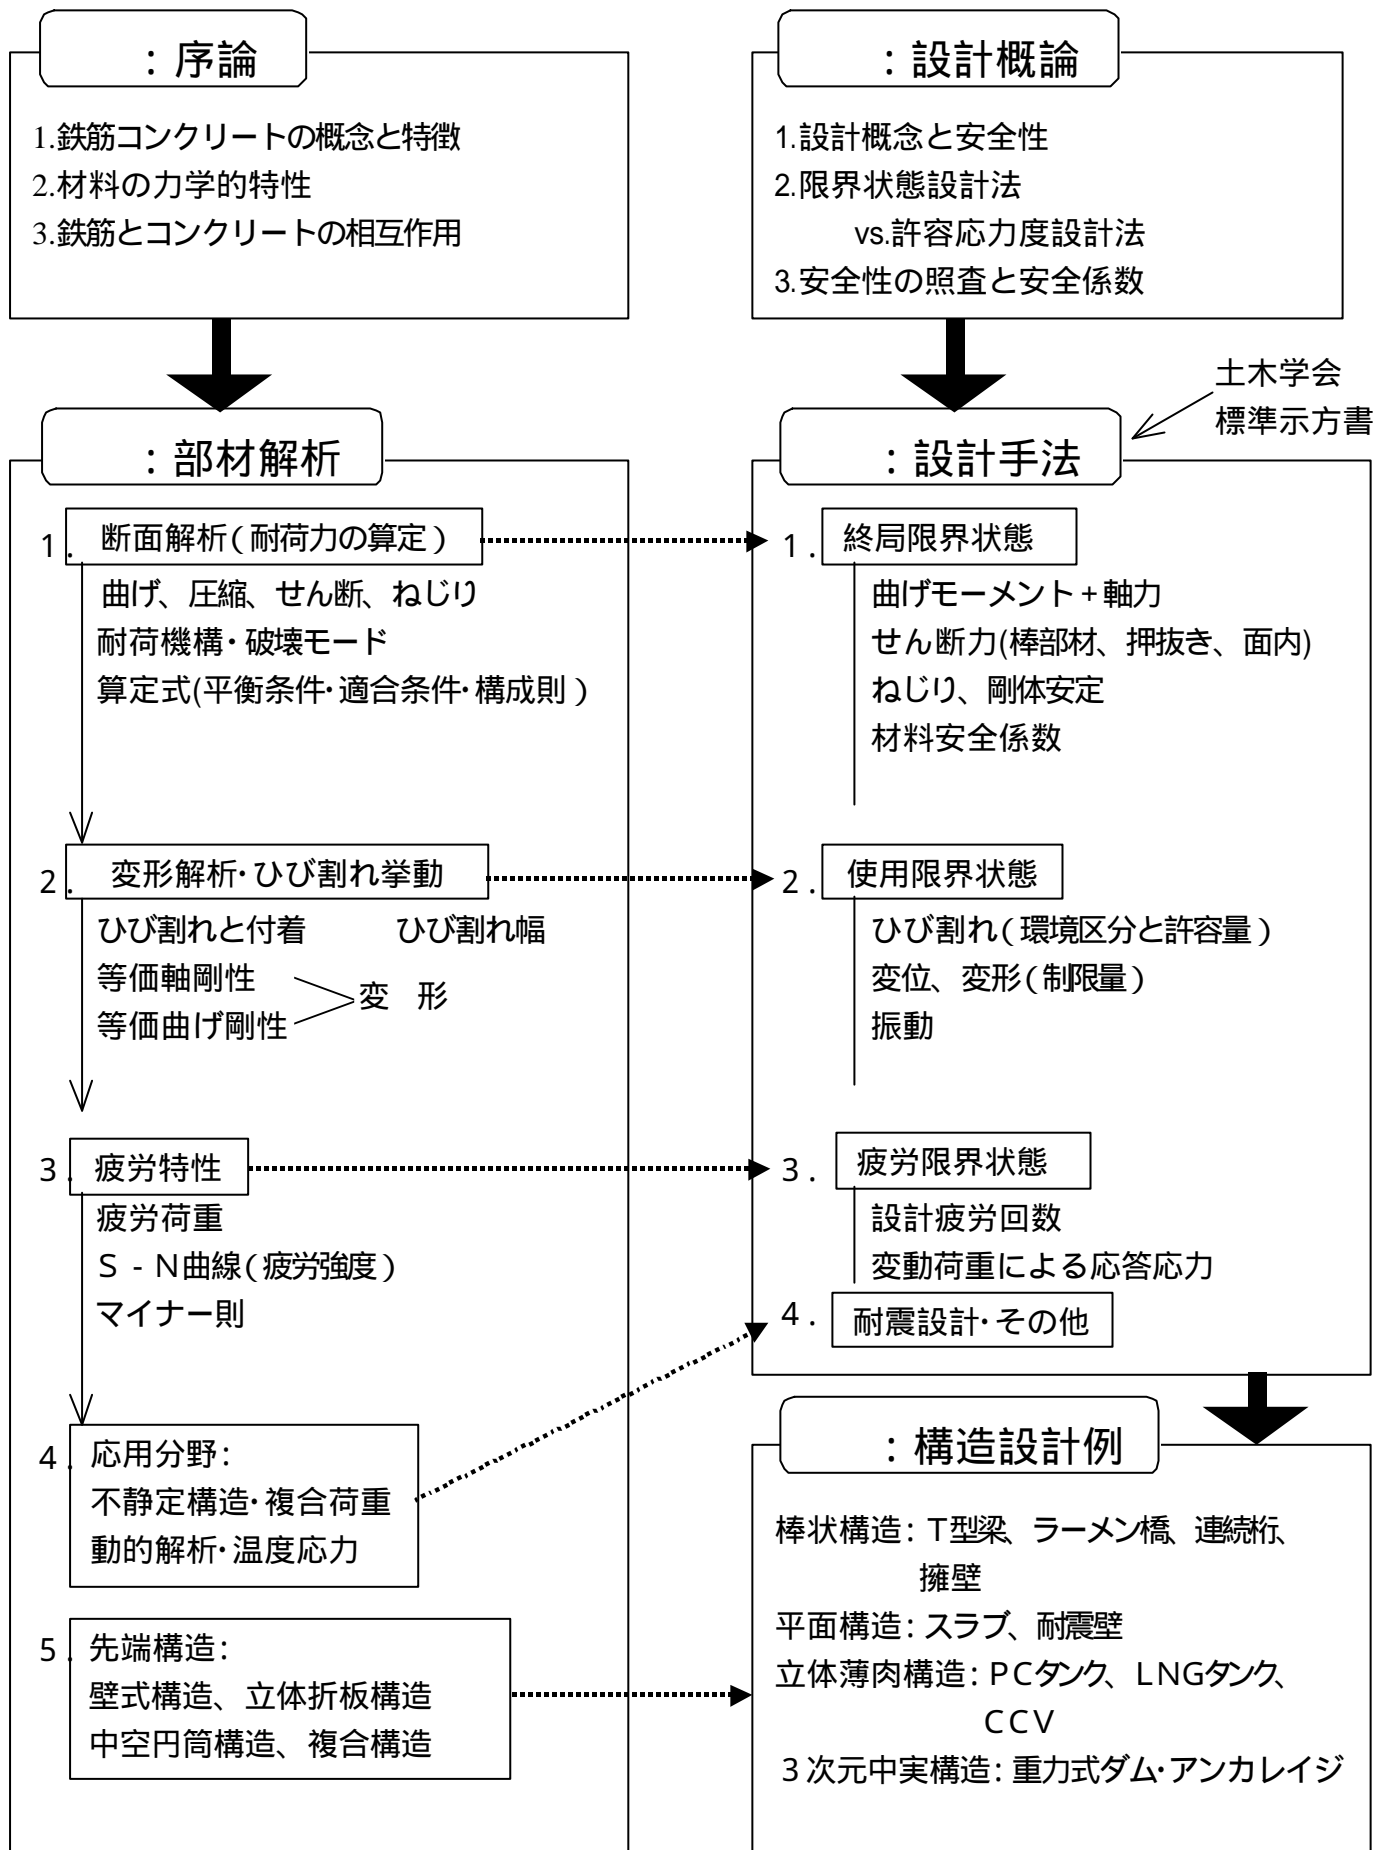 ：序論
1.鉄筋コンクリートの概念と特徴
2.材料の力学的特性
3.鉄筋とコンクリートの相互作用
：部材解析
1. 断面解析(耐荷力の算定)
曲げ、圧縮、せん断、ねじり
耐荷機構・破壊モード
算定式(平衡条件・適合条件・構成則)
2. 変形解析・ひび割れ挙動
ひび割れと付着　ひび割れ幅
等価軸剛性
等価曲げ剛性
変　形
3. 疲労特性
疲労荷重
S-N曲線(疲労強度)
マイナー則
4. 応用分野:
不静定構造・複合荷重
動的解析・温度応力
5. 先端構造:
壁式構造、立体折板構造
中空円筒構造、複合構造
：設計概論
1.設計概念と安全性
2.限界状態設計法
vs.許容応力度設計法
3.安全性の照査と安全係数
土木学会
標準示方書
：設計手法
1. 終局限界状態
曲げモーメント+軸力
せん断力(棒部材、押抜き、面内)
ねじり、剛体安定
材料安全係数
2. 使用限界状態
ひび割れ(環境区分と許容量)
変位、変形(制限量)
振動
3. 疲労限界状態
設計疲労回数
変動荷重による応答応力
4. 耐震設計・その他
：構造設計例
棒状構造: T型梁、ラーメン橋、連続桁、
擁壁
平面構造: スラブ、耐震壁
立体薄肉構造: PCタンク、LNGタンク、
CCV
3次元中実構造: 重力式ダム・アンカレイジ